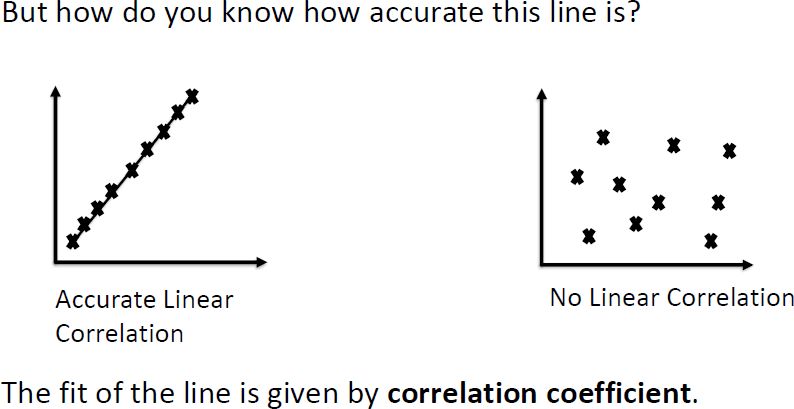 But how do you know how accurate this line is?
Accurate Linear
Correlation
No Linear Correlation
The fit of the line is given by correlation coefficient.